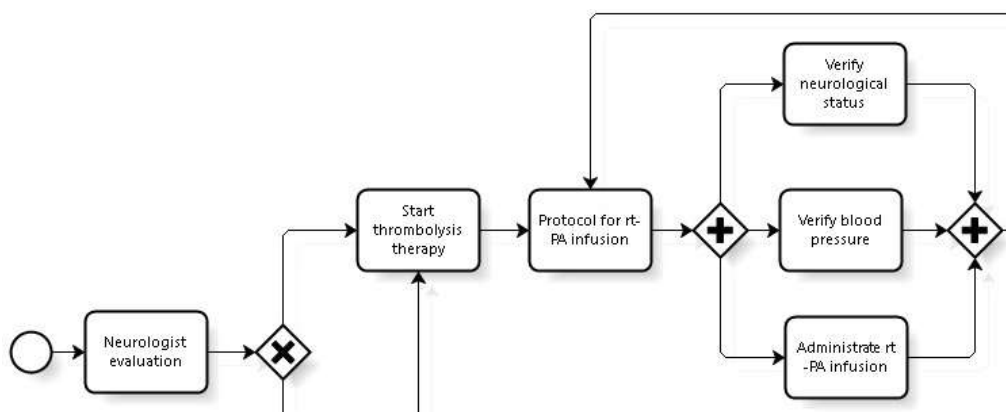 Verify
neurological
status
Start
thrombolysis
therapy
Protocol for rt-
PA infusion
Verify blood
pressure
Neurologist
evaluation
Administrate rt
-PA infusion